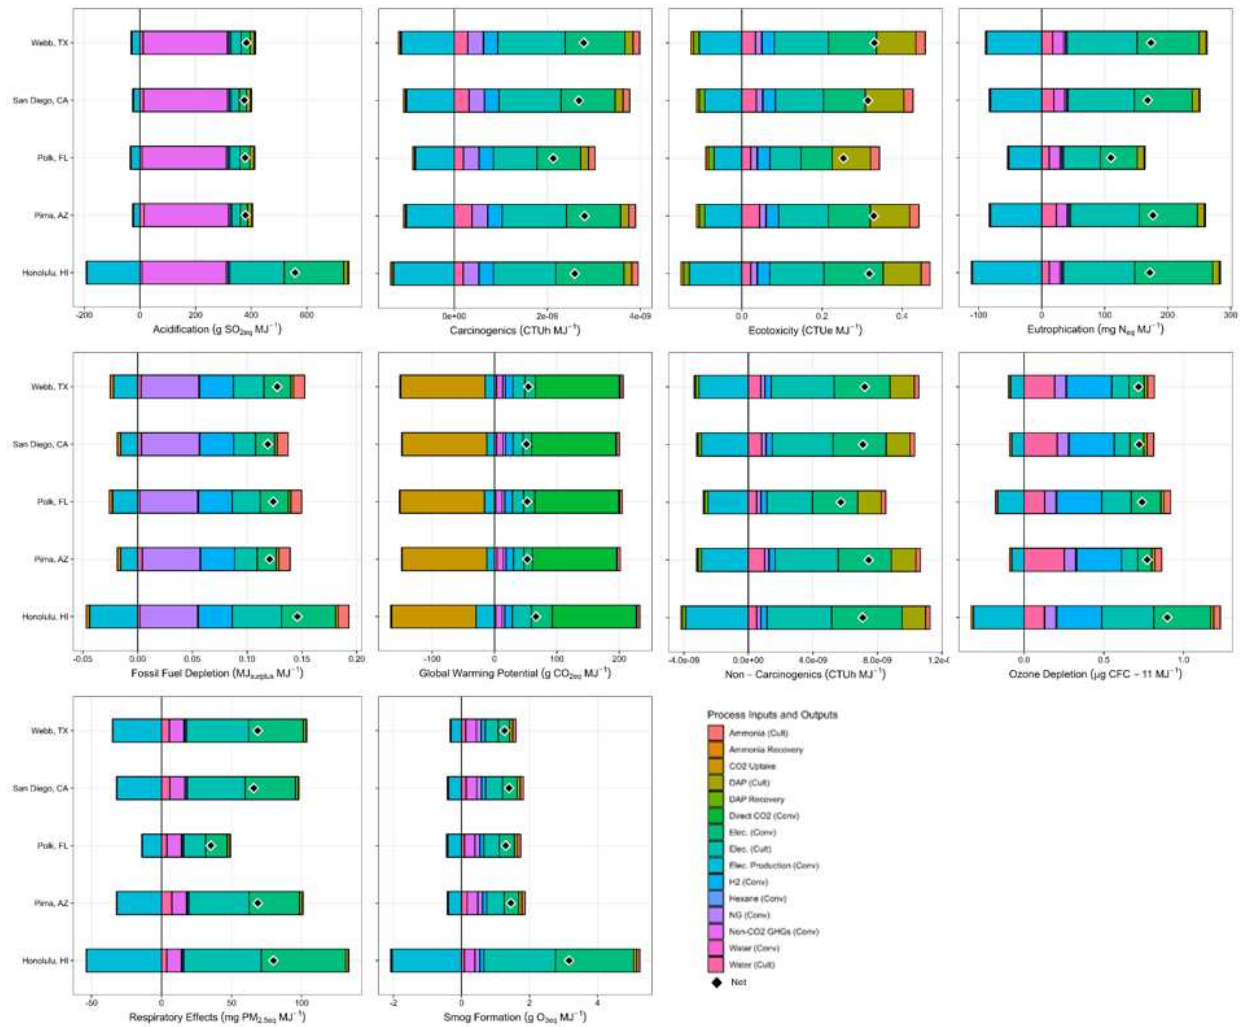 Webb, TX
San Diego, CA
Polk, FL
Pima, AZ
Honolulu, HI
-200 0 200 400 600
Acidification (g SO2eq MJ⁻¹)
0e+00 2e-09 4e-09
Carcinogenics (CTUh MJ⁻¹)
0.0 0.2 0.4
Ecotoxicity (CTUe MJ⁻¹)
-100 0 100 200 300
Eutrophication (mg Neq MJ⁻¹)
Webb, TX
San Diego, CA
Polk, FL
Pima, AZ
Honolulu, HI
-0.05 0.00 0.05 0.10 0.15 0.20
Fossil Fuel Depletion (MJsurplus MJ⁻¹)
-100 0 100 200
Global Warming Potential (g CO2eq MJ⁻¹)
-4.0e-09 0.0e+00 4.0e-09 8.0e-09 1.2e-
Non − Carcinogenics (CTUh MJ⁻¹)
0.0 0.5 1.0
Ozone Depletion (μg CFC − 11 MJ⁻¹)
Webb, TX
San Diego, CA
Polk, FL
Pima, AZ
Honolulu, HI
-50 0 50 100
Respiratory Effects (mg PM2.5eq MJ⁻¹)
-2 0 2 4
Smog Formation (g O3eq MJ⁻¹)
Process Inputs and Outputs
Ammonia (Cult)
Ammonia Recovery
CO2 Uptake
DAP (Cult)
DAP Recovery
Direct CO2 (Conv)
Elec. (Conv)
Elec. (Cult)
Elec. Production (Conv)
H2 (Conv)
Hexane (Conv)
NG (Conv)
Non-CO2 GHGs (Conv)
Water (Conv)
Water (Cult)
Net